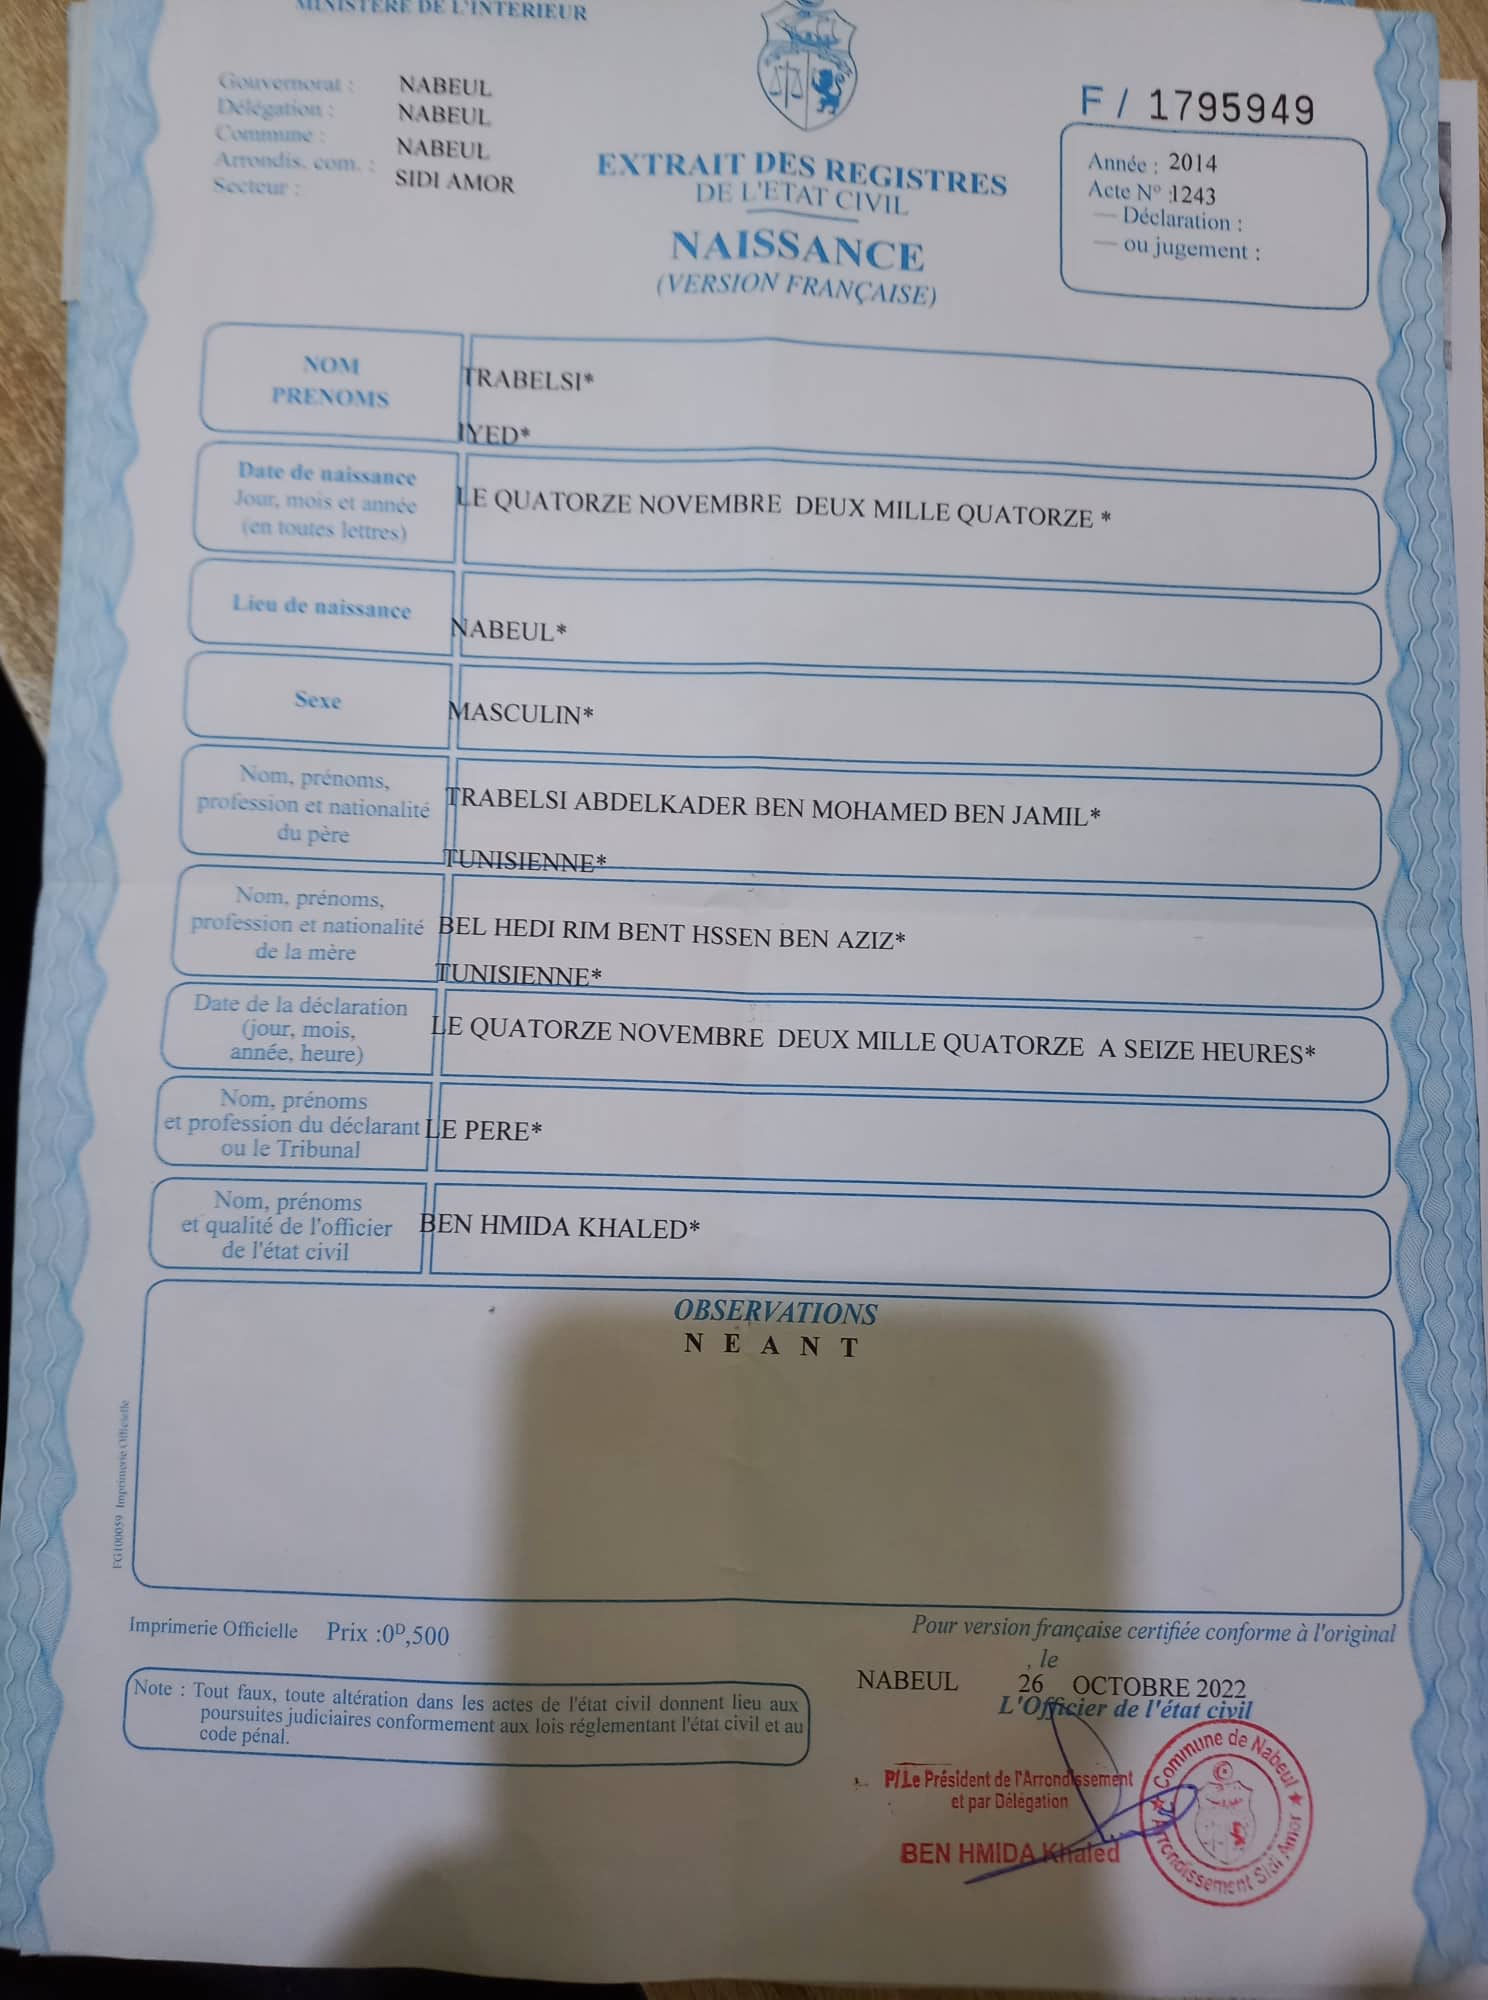 MINISTERE DE L'INTERIEUR
Gouvernorat : NABEUL
Délégation : NABEUL
Commune : NABEUL
Arrondis. com. : SIDI AMOR
Secteur :
EXTRAIT DES REGISTRES
DE L'ETAT CIVIL
NAISSANCE
(VERSION FRANÇAISE)
F / 1795949
Année : 2014
Acte N° :1243
— Déclaration :
— ou jugement :
NOM TRABELSI*
PRENOMS IYED*
Date de naissance
Jour, mois et année
(en toutes lettres)
LE QUATORZE NOVEMBRE DEUX MILLE QUATORZE *
Lieu de naissance
NABEUL*
Sexe
MASCULIN*
Nom, prénoms,
profession et nationalité
du père
TRABELSI ABDELKADER BEN MOHAMED BEN JAMIL*
TUNISIENNE*
Nom, prénoms,
profession et nationalité
de la mère
BEL HEDI RIM BENT HSSEN BEN AZIZ*
TUNISIENNE*
Date de la déclaration
(jour, mois,
année, heure)
LE QUATORZE NOVEMBRE DEUX MILLE QUATORZE A SEIZE HEURES*
Nom, prénoms
et profession du déclarant
ou le Tribunal
LE PERE*
Nom, prénoms
et qualité de l'officier
de l'état civil
BEN HMIDA KHALED*
OBSERVATIONS
N E A N T
FG100059 Imprimerie Officielle
Imprimerie Officielle Prix :0ᴰ,500
Note : Tout faux, toute altération dans les actes de l'état civil donnent lieu aux
poursuites judiciaires conformement aux lois réglementant l'état civil et au
code pénal.
Pour version française certifiée conforme à l'original
, le
NABEUL 26 OCTOBRE 2022
L'Officier de l'état civil
P/Le Président de l'Arrondissement
et par Délégation
BEN HMIDA Khaled
Commune de Nabeul
Arrondissement Sidi Amor